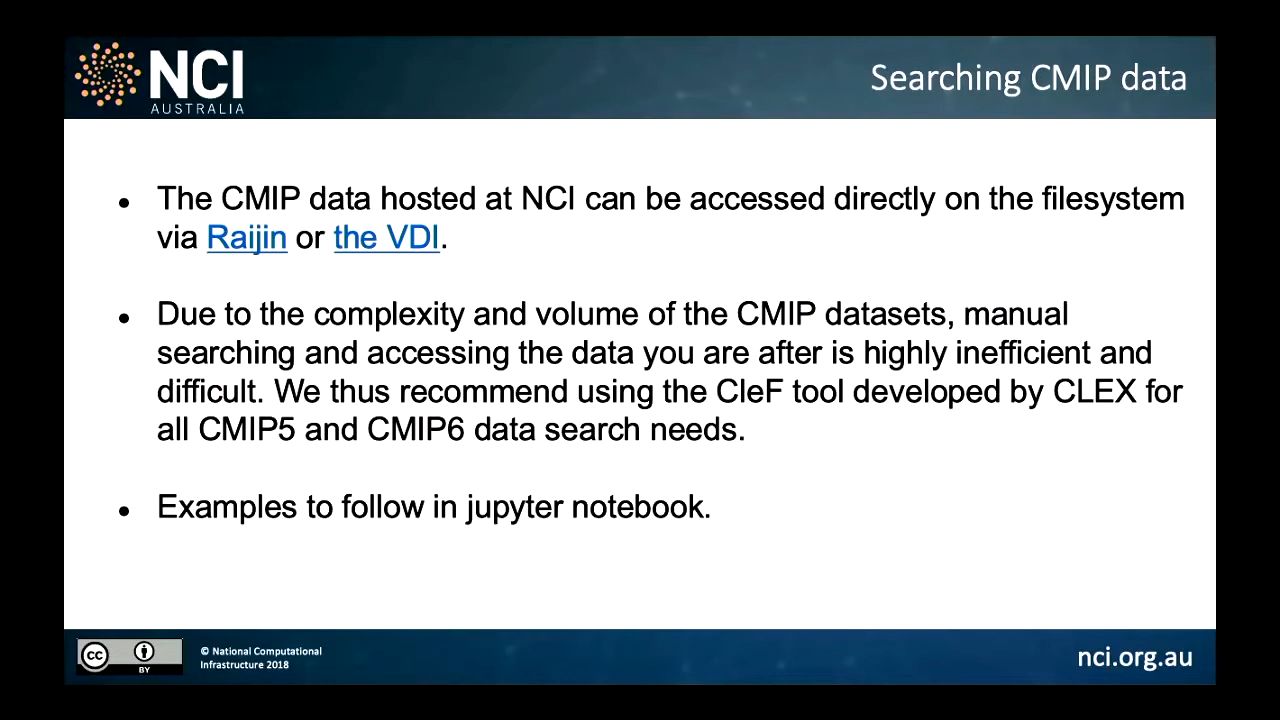 NCI
AUSTRALIA
Searching CMIP data
• The CMIP data hosted at NCI can be accessed directly on the filesystem
via Raijin or the VDI.
• Due to the complexity and volume of the CMIP datasets, manual
searching and accessing the data you are after is highly inefficient and
difficult. We thus recommend using the CleF tool developed by CLEX for
all CMIP5 and CMIP6 data search needs.
• Examples to follow in jupyter notebook.
cc
BY
© National Computational
Infrastructure 2018
nci.org.au